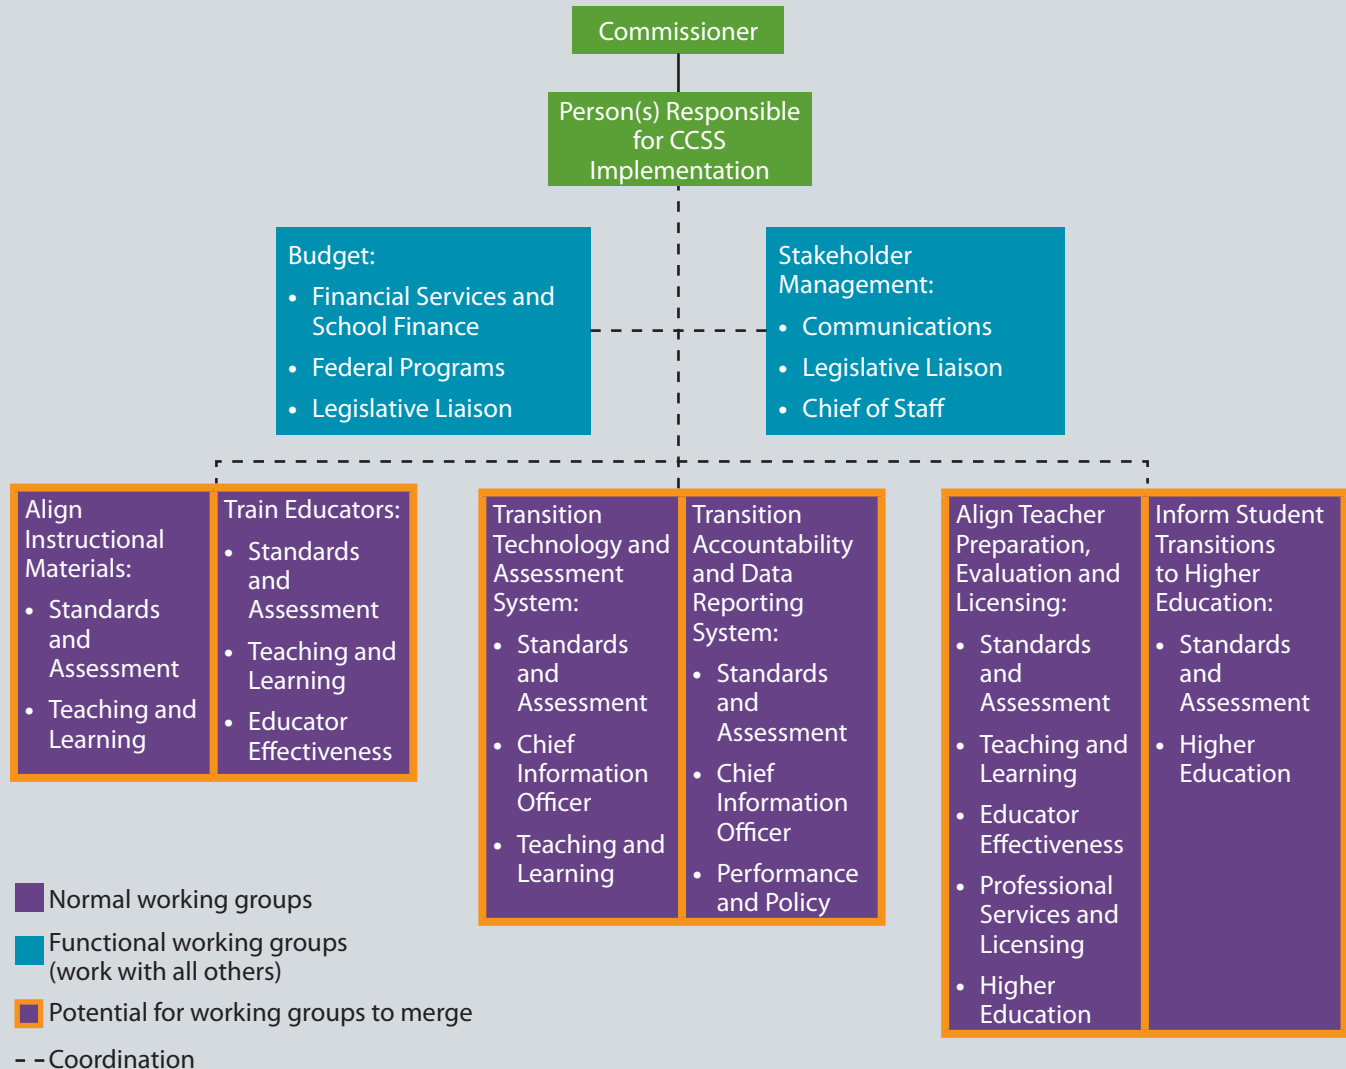 Commissioner
Person(s) Responsible
for CCSS
Implementation
Budget:
• Financial Services and
School Finance
• Federal Programs
• Legislative Liaison
Stakeholder
Management:
• Communications
• Legislative Liaison
• Chief of Staff
Align
Instructional
Materials:
• Standards
and
Assessment
• Teaching and
Learning
Train Educators:
• Standards
and
Assessment
• Teaching and
Learning
• Educator
Effectiveness
Transition
Technology and
Assessment
System:
• Standards
and
Assessment
• Chief
Information
Officer
• Teaching and
Learning
Transition
Accountability
and Data
Reporting
System:
• Standards
and
Assessment
• Chief
Information
Officer
• Performance
and Policy
Align Teacher
Preparation,
Evaluation and
Licensing:
• Standards
and
Assessment
• Teaching and
Learning
• Educator
Effectiveness
• Professional
Services and
Licensing
• Higher
Education
Inform Student
Transitions
to Higher
Education:
• Standards
and
Assessment
• Higher
Education
Normal working groups
Functional working groups
(work with all others)
Potential for working groups to merge
Coordination